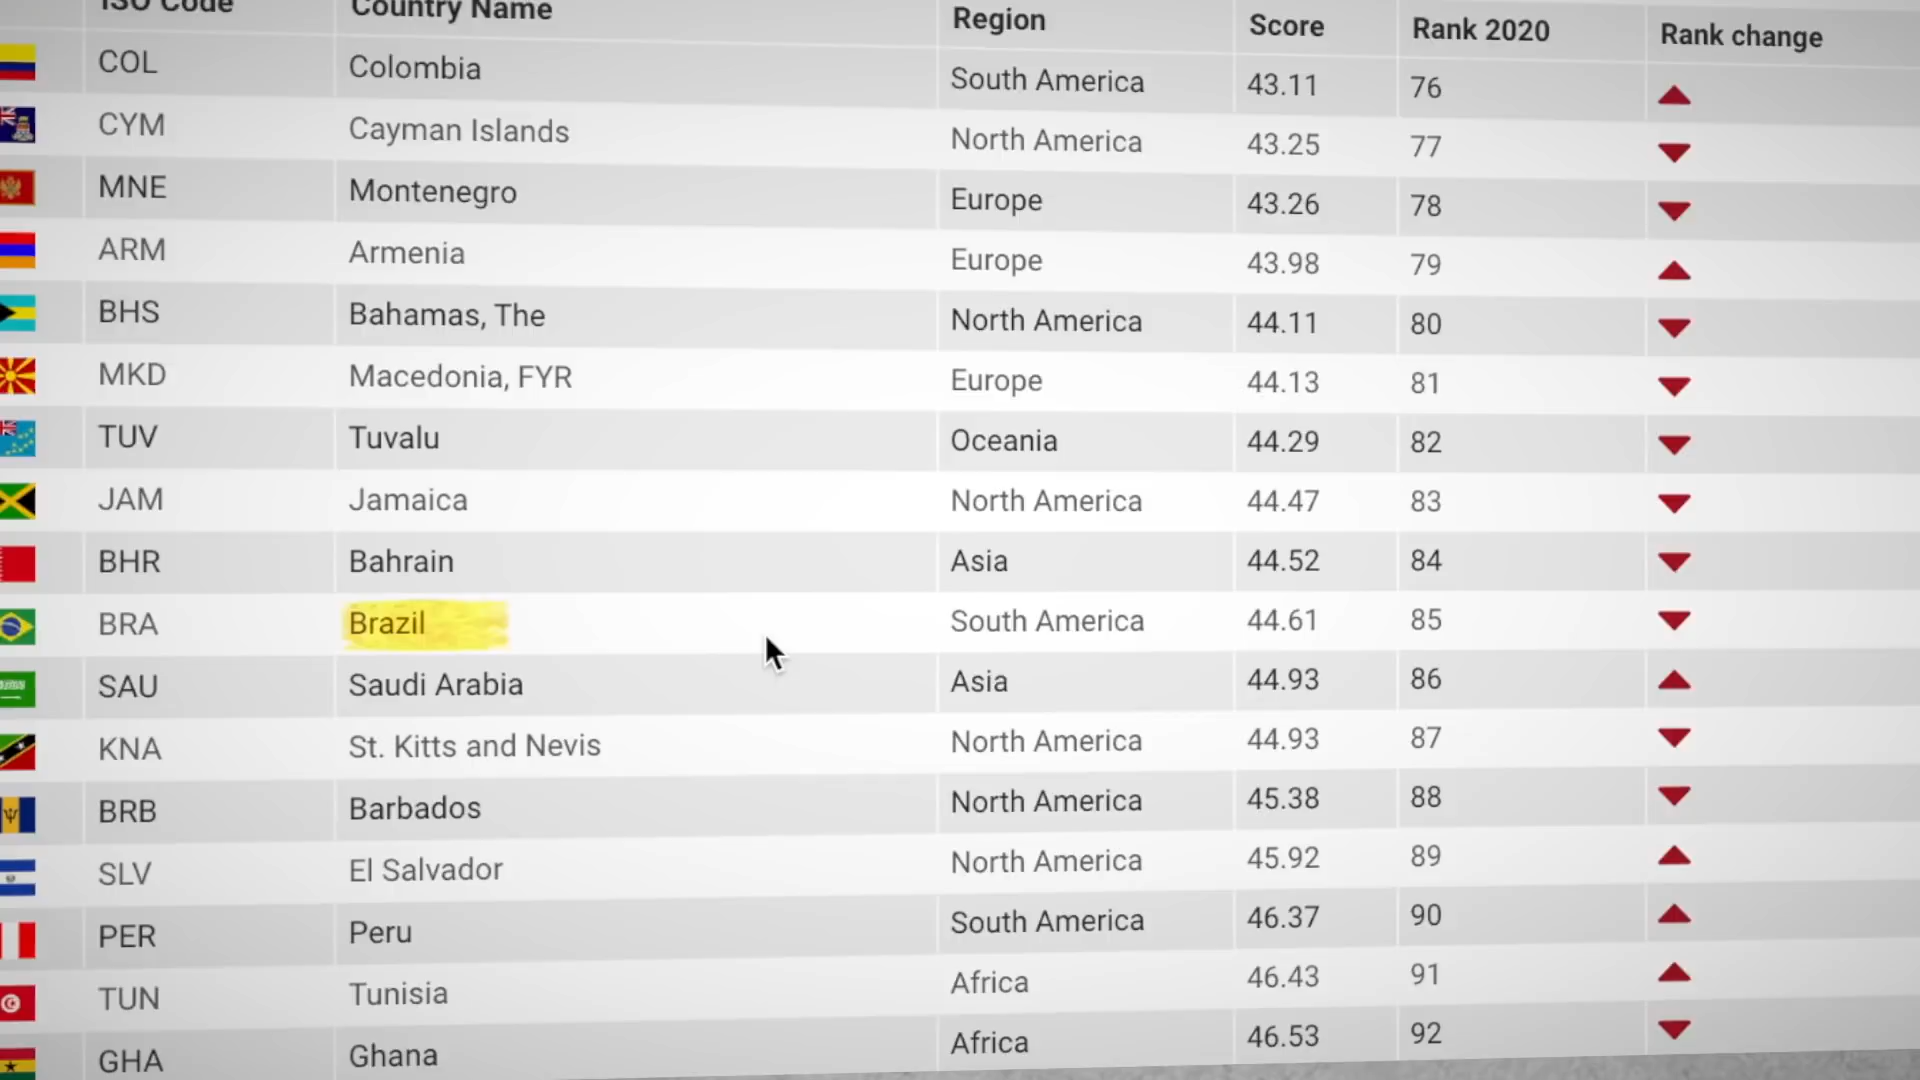 ISO Code Country Name Region Score Rank 2020 Rank change
COL Colombia South America 43.11 76
CYM Cayman Islands North America 43.25 77
MNE Montenegro Europe 43.26 78
ARM Armenia Europe 43.98 79
BHS Bahamas, The North America 44.11 80
MKD Macedonia, FYR Europe 44.13 81
TUV Tuvalu Oceania 44.29 82
JAM Jamaica North America 44.47 83
BHR Bahrain Asia 44.52 84
BRA Brazil South America 44.61 85
SAU Saudi Arabia Asia 44.93 86
KNA St. Kitts and Nevis North America 44.93 87
BRB Barbados North America 45.38 88
SLV El Salvador North America 45.92 89
PER Peru South America 46.37 90
TUN Tunisia Africa 46.43 91
GHA Ghana Africa 46.53 92